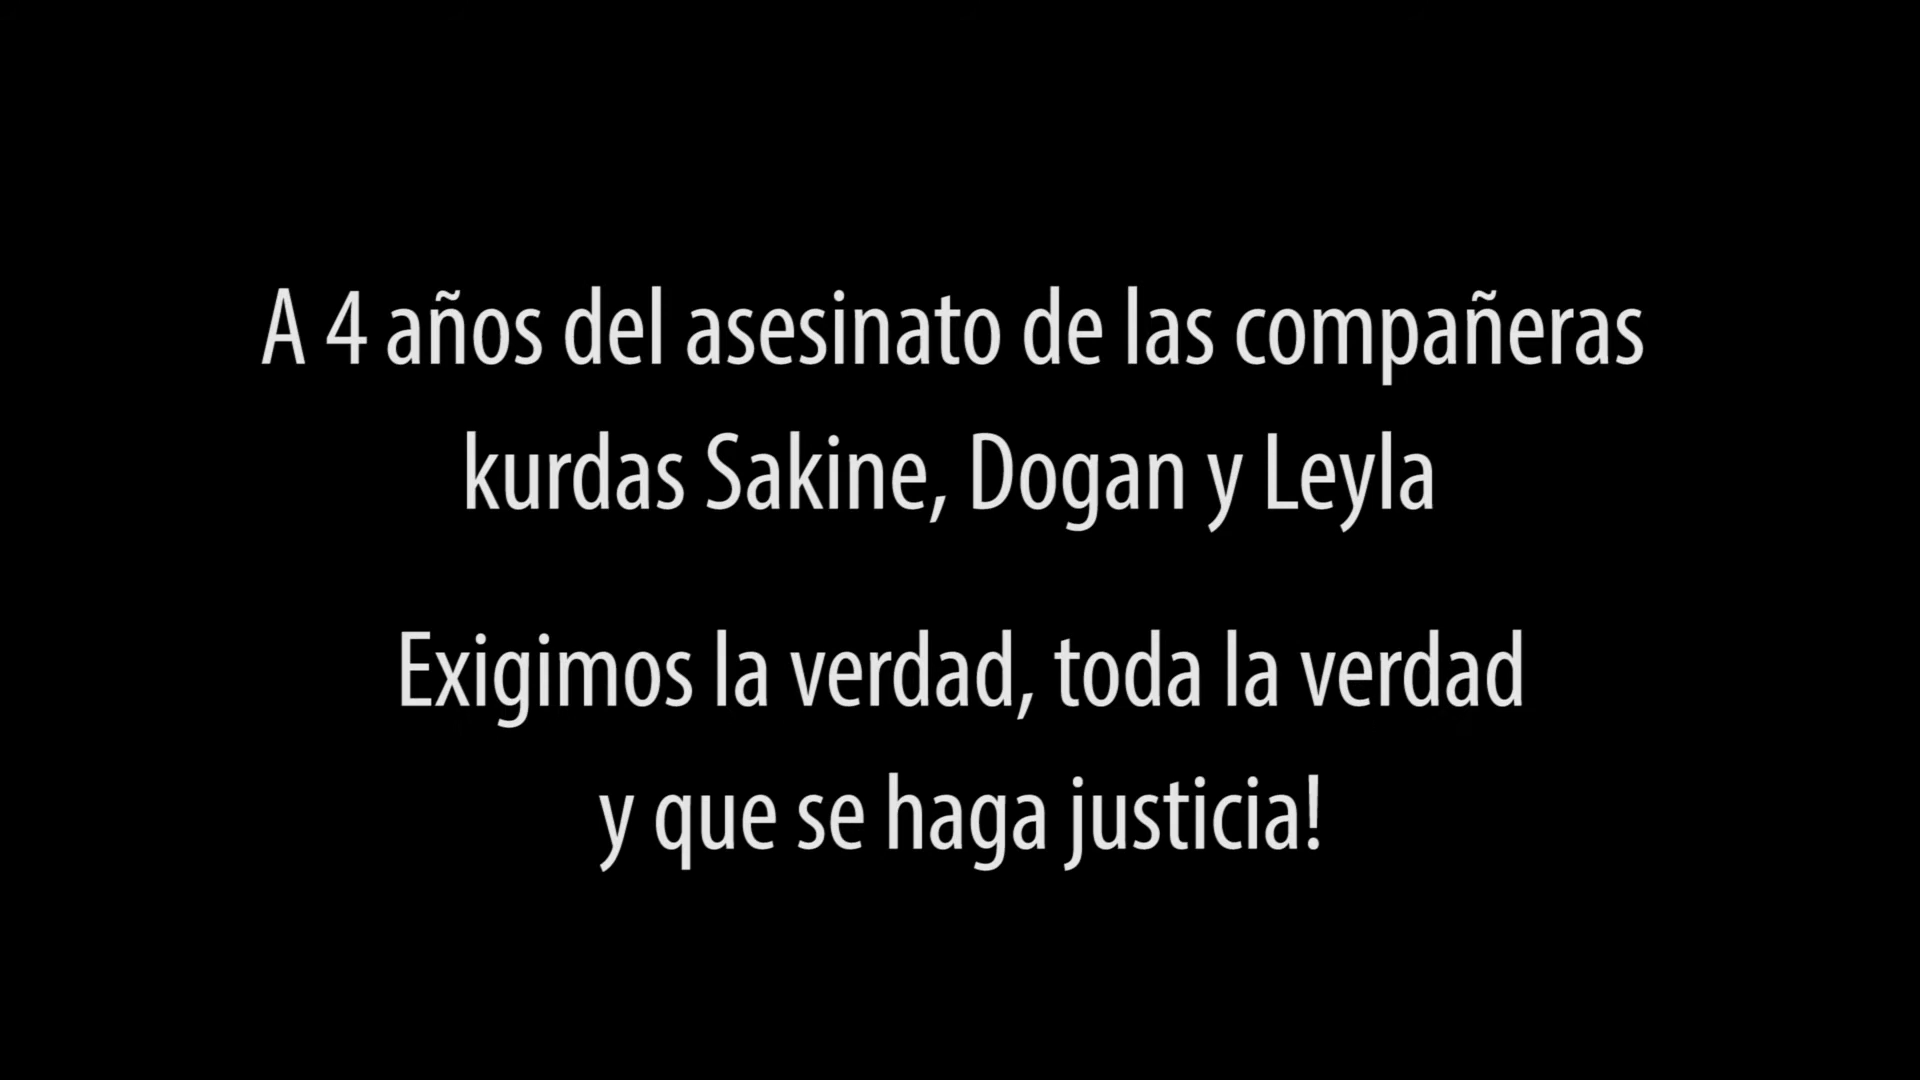 A 4 años del asesinato de las compañeras
kurdas Sakine, Dogan y Leyla
Exigimos la verdad, toda la verdad
y que se haga justicia!